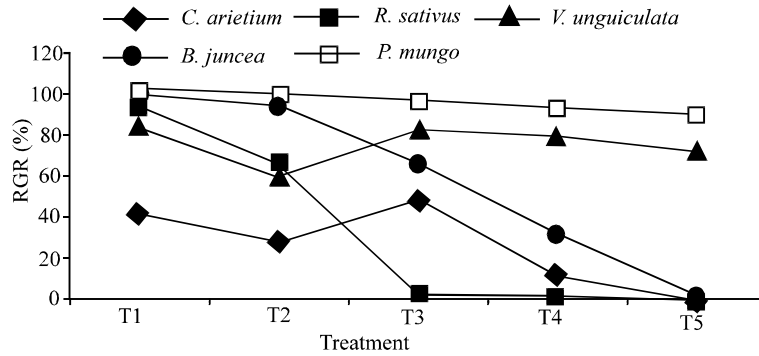 C. arietium
R. sativus
V. unguiculata
B. juncea
P. mungo
120
100
80
60
40
20
0
RGR (%)
T1
T2
T3
T4
T5
Treatment